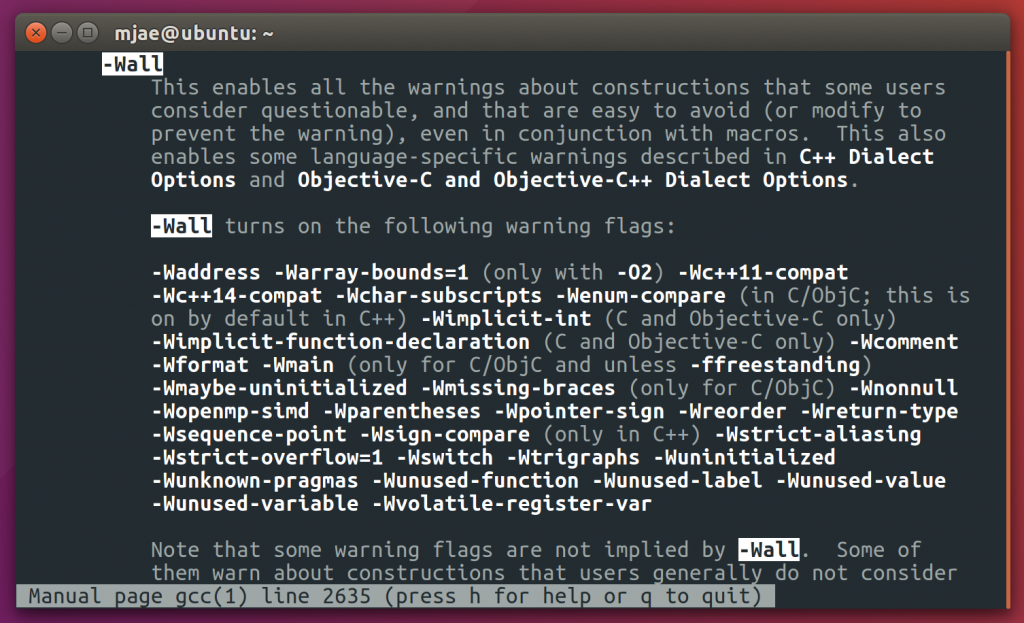 mjae@ubuntu: ~
-Wall
This enables all the warnings about constructions that some users
consider questionable, and that are easy to avoid (or modify to
prevent the warning), even in conjunction with macros.  This also
enables some language-specific warnings described in C++ Dialect
Options and Objective-C and Objective-C++ Dialect Options.
-Wall turns on the following warning flags:
-Waddress -Warray-bounds=1 (only with -O2) -Wc++11-compat
-Wc++14-compat -Wchar-subscripts -Wenum-compare (in C/ObjC; this is
on by default in C++) -Wimplicit-int (C and Objective-C only)
-Wimplicit-function-declaration (C and Objective-C only) -Wcomment
-Wformat -Wmain (only for C/ObjC and unless -ffreestanding)
-Wmaybe-uninitialized -Wmissing-braces (only for C/ObjC) -Wnonnull
-Wopenmp-simd -Wparentheses -Wpointer-sign -Wreorder -Wreturn-type
-Wsequence-point -Wsign-compare (only in C++) -Wstrict-aliasing
-Wstrict-overflow=1 -Wswitch -Wtrigraphs -Wuninitialized
-Wunknown-pragmas -Wunused-function -Wunused-label -Wunused-value
-Wunused-variable -Wvolatile-register-var
Note that some warning flags are not implied by -Wall.  Some of
them warn about constructions that users generally do not consider
Manual page gcc(1) line 2635 (press h for help or q to quit)